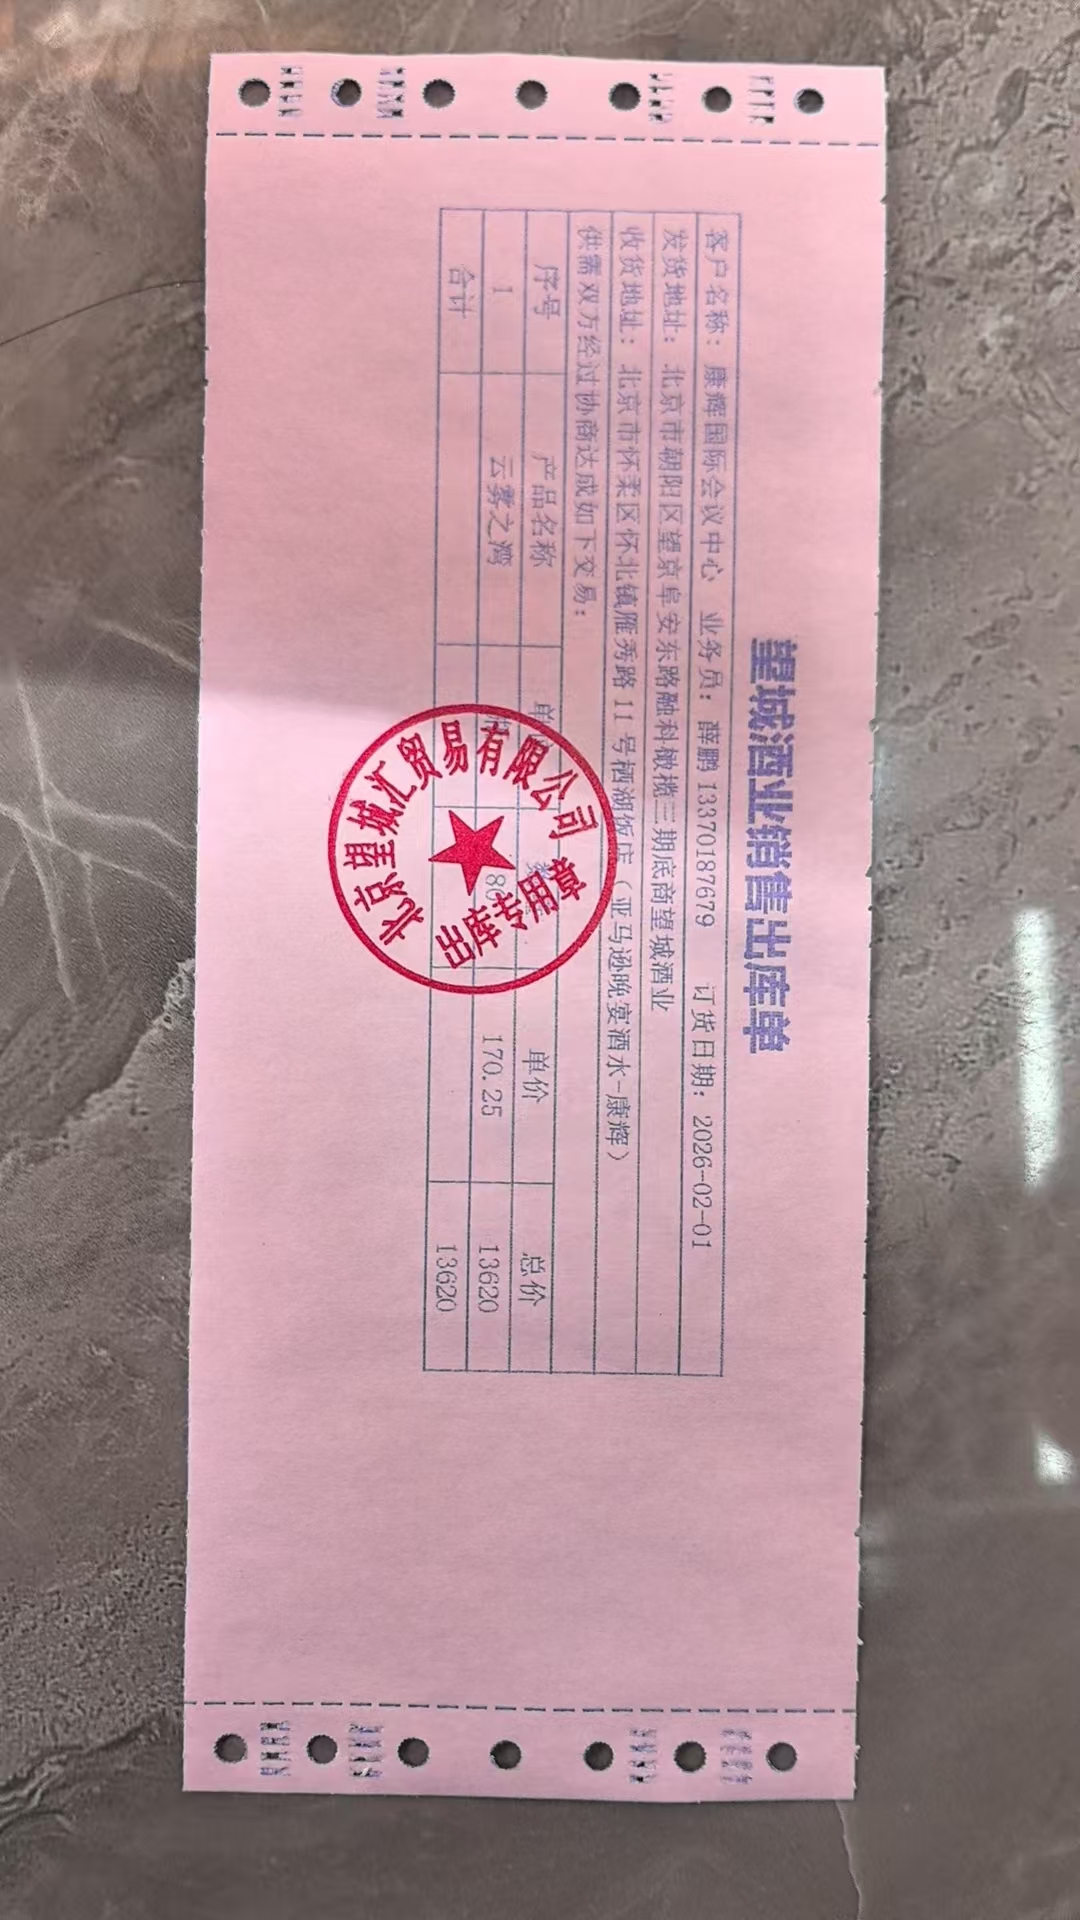 望城酒业销售出库单
客户名称：康辉国际会议中心 业务员：薛鹏 13370187679 订货日期：2026-02-01
发货地址：北京市朝阳区望京阜安东路融科橄榄三期底商望城酒业
收货地址：北京市怀柔区怀北镇雁秀路 11 号栖湖饭店（亚马逊晚宴酒水-康辉）
供需双方经过协商达成如下交易：
序号 产品名称 单 数 单价 总价
1 云雾之湾 80 170.25 13620
合计 13620
北京望城汇贸易有限公司
出库专用章